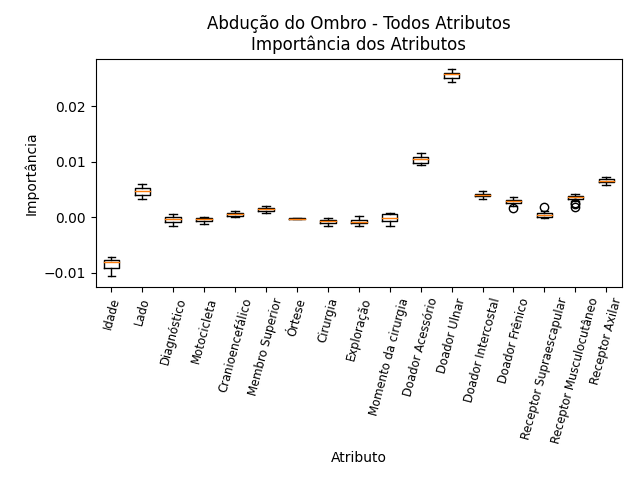 Abdução do Ombro - Todos Atributos
Importância dos Atributos
Importância
0.02
0.01
0.00
−0.01
Idade
Lado
Diagnóstico
Motocicleta
Cranioencefálico
Membro Superior
Órtese
Cirurgia
Exploração
Momento da cirurgia
Doador Acessório
Doador Ulnar
Doador Intercostal
Doador Frênico
Receptor Supraescapular
Receptor Musculocutâneo
Receptor Axilar
Atributo